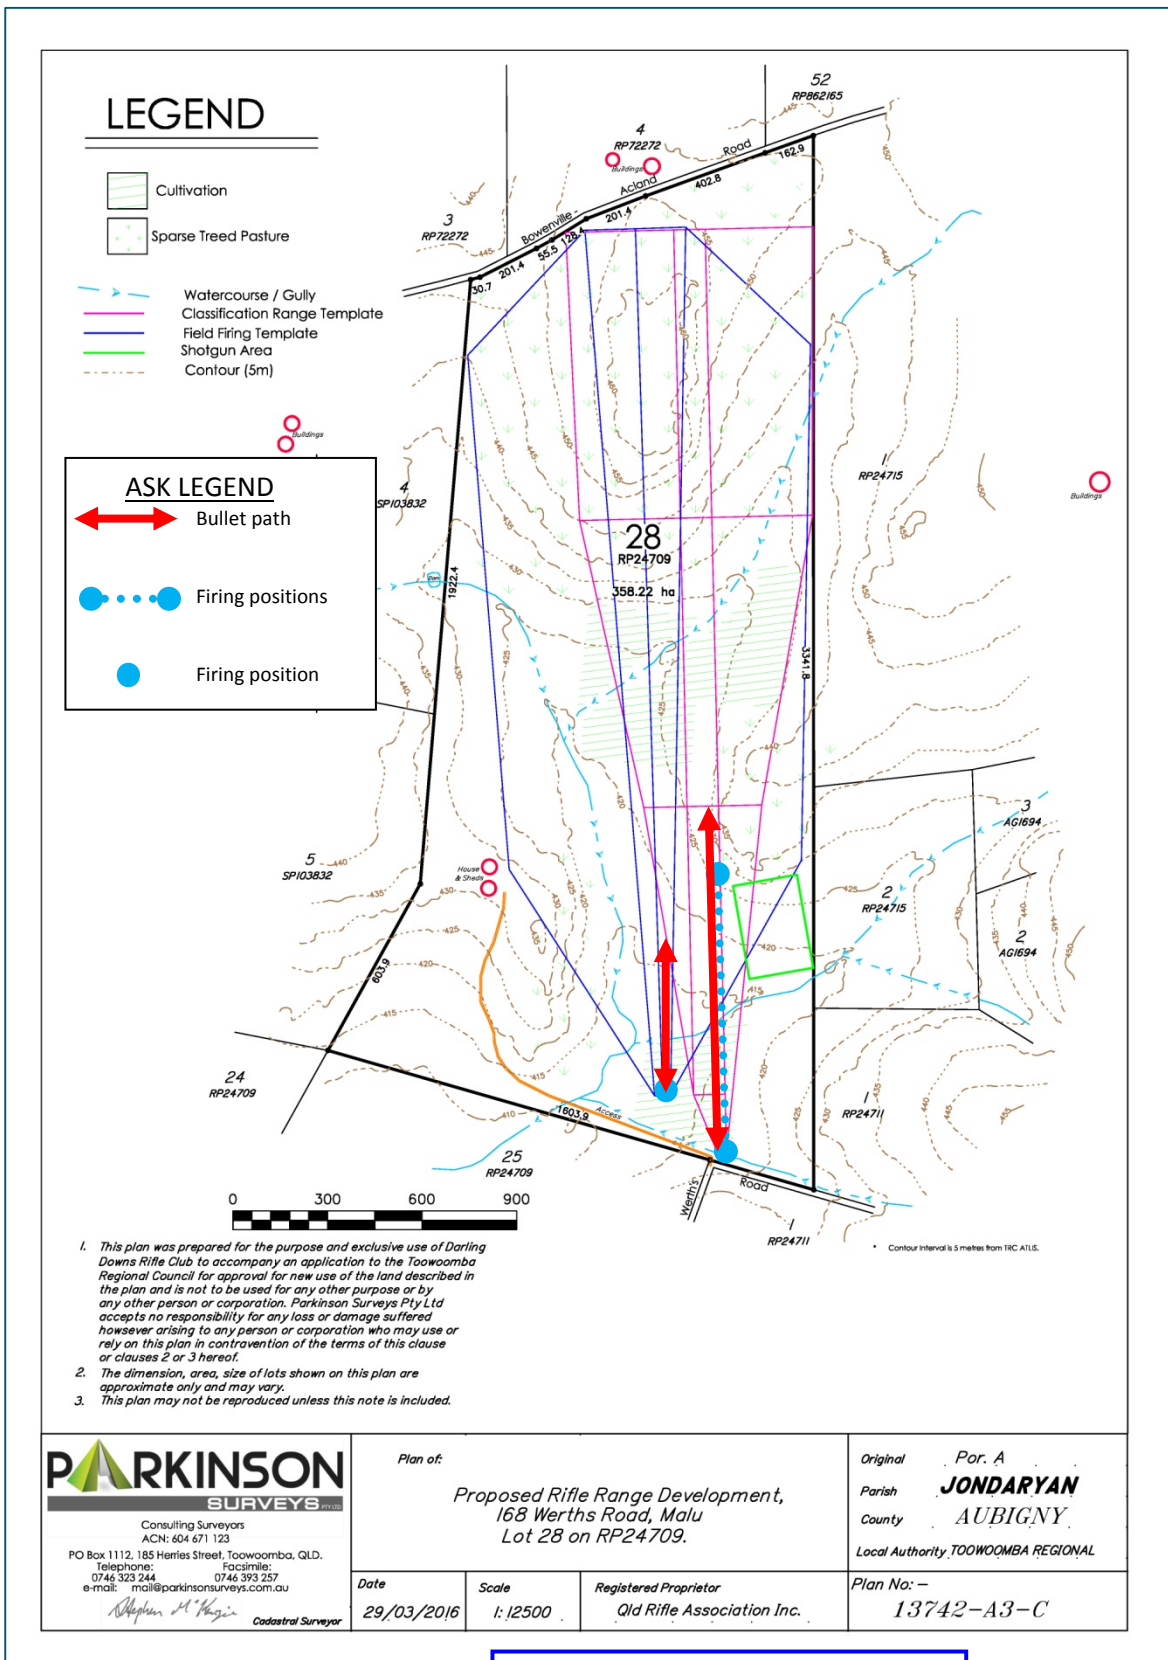 LEGEND
Cultivation
Sparse Treed Pasture
Watercourse / Gully
Classification Range Template
Field Firing Template
Shotgun Area
Contour (5m)
52
RP862165
4
RP72272
Buildings
3
RP72272
Bowenville -
Acland
Road
162.9
402.8
201.4
128.4
55.5
201.4
30.7
Buildings
ASK LEGEND
Bullet path
Firing positions
Firing position
4
SP103832
1922.4
28
RP24709
358.22 ha
3341.8
1
RP24715
Buildings
3
AG1694
2
RP24715
2
AG1694
5
SP103832
House
& Sheds
603.9
24
RP24709
1603.9
Access
25
RP24709
Werth's
Road
1
RP24711
1
RP24711
0 300 600 900
* Contour Interval is 5 metres from TRC ATLIS.
1. This plan was prepared for the purpose and exclusive use of Darling
Downs Rifle Club to accompany an application to the Toowoomba
Regional Council for approval for new use of the land described in
the plan and is not to be used for any other purpose or by
any other person or corporation. Parkinson Surveys Pty Ltd
accepts no responsibility for any loss or damage suffered
howsever arising to any person or corporation who may use or
rely on this plan in contravention of the terms of this clause
or clauses 2 or 3 hereof.
2. The dimension, area, size of lots shown on this plan are
approximate only and may vary.
3. This plan may not be reproduced unless this note is included.
PARKINSON
SURVEYS PTY LTD
Consulting Surveyors
ACN: 604 671 123
PO Box 1112, 185 Herries Street, Toowoomba, QLD.
Telephone: Facsimile:
0746 323 244 0746 393 257
e-mail: mail@parkinsonsurveys.com.au
Cadastral Surveyor
Plan of:
Proposed Rifle Range Development,
168 Werths Road, Malu
Lot 28 on RP24709.
Date
29/03/2016
Scale
1: 12500
Registered Proprietor
Qld Rifle Association Inc.
Original Por. A
Parish JONDARYAN
County AUBIGNY
Local Authority TOOWOOMBA REGIONAL
Plan No: -
13742-A3-C